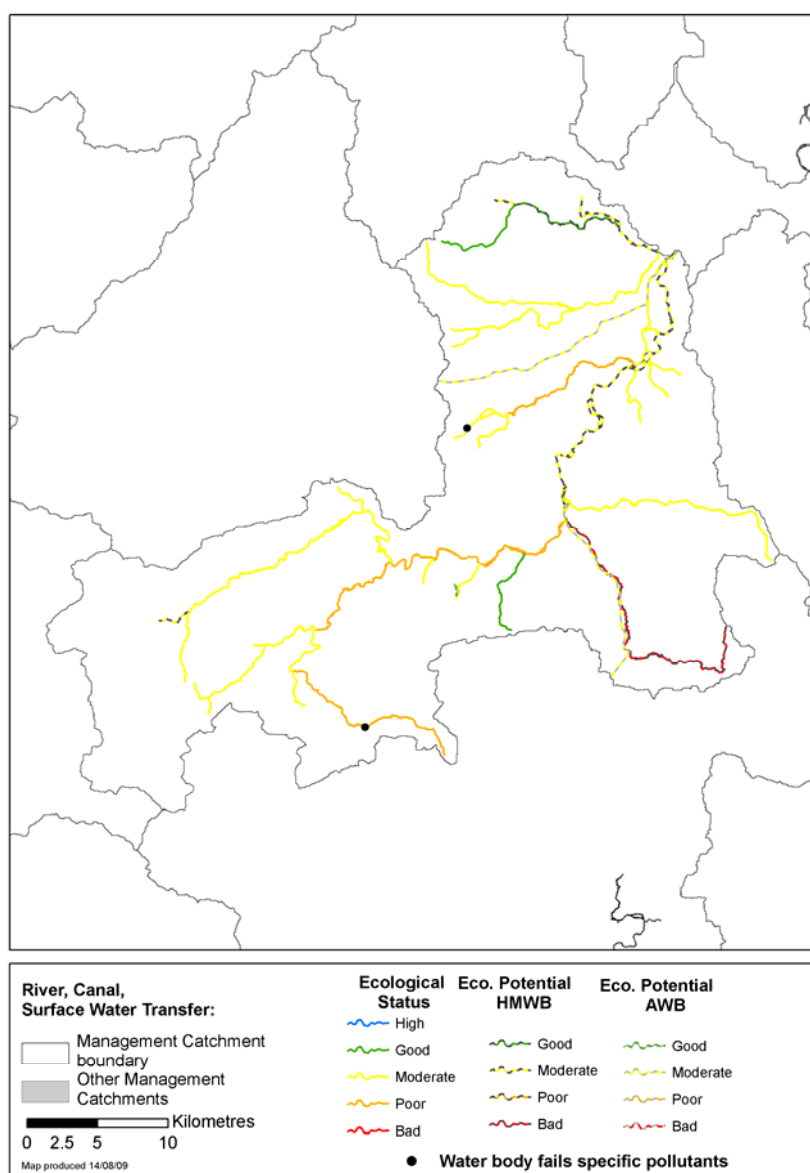 River, Canal,
Surface Water Transfer:
Management Catchment
boundary
Other Management
Catchments
Kilometres
0 2.5 5 10
Map produced 14/08/09
Ecological
Status
High
Good
Moderate
Poor
Bad
Eco. Potential
HMWB
Good
Moderate
Poor
Bad
Eco. Potential
AWB
Good
Moderate
Poor
Bad
Water body fails specific pollutants